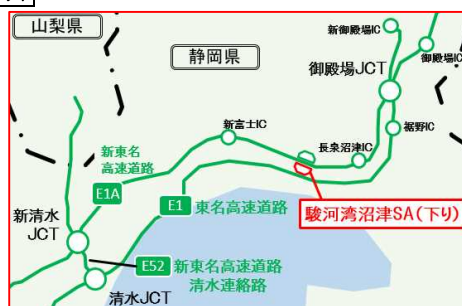 山梨県
静岡県
新御殿場IC
御殿場JCT
御殿場IC
新富士IC
長泉沼津IC
裾野IC
新東名
高速道路
E1A
E1
東名高速道路
駿河湾沼津SA(下り)
新清水
JCT
E52
新東名高速道路
清水連絡路
清水JCT